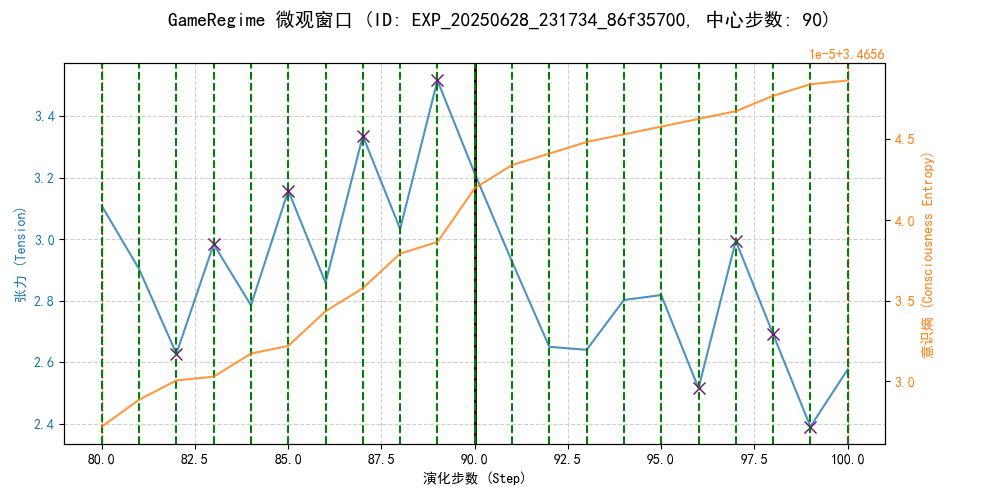 GameRegime 微观窗口 (ID: EXP_20250628_231734_86f35700, 中心步数: 90)
1e-5+3.4656
3.4
3.2
3.0
2.8
2.6
2.4
张力 (Tension)
4.5
4.0
3.5
3.0
意识熵 (Consciousness Entropy)
80.0 82.5 85.0 87.5 90.0 92.5 95.0 97.5 100.0
演化步数 (Step)